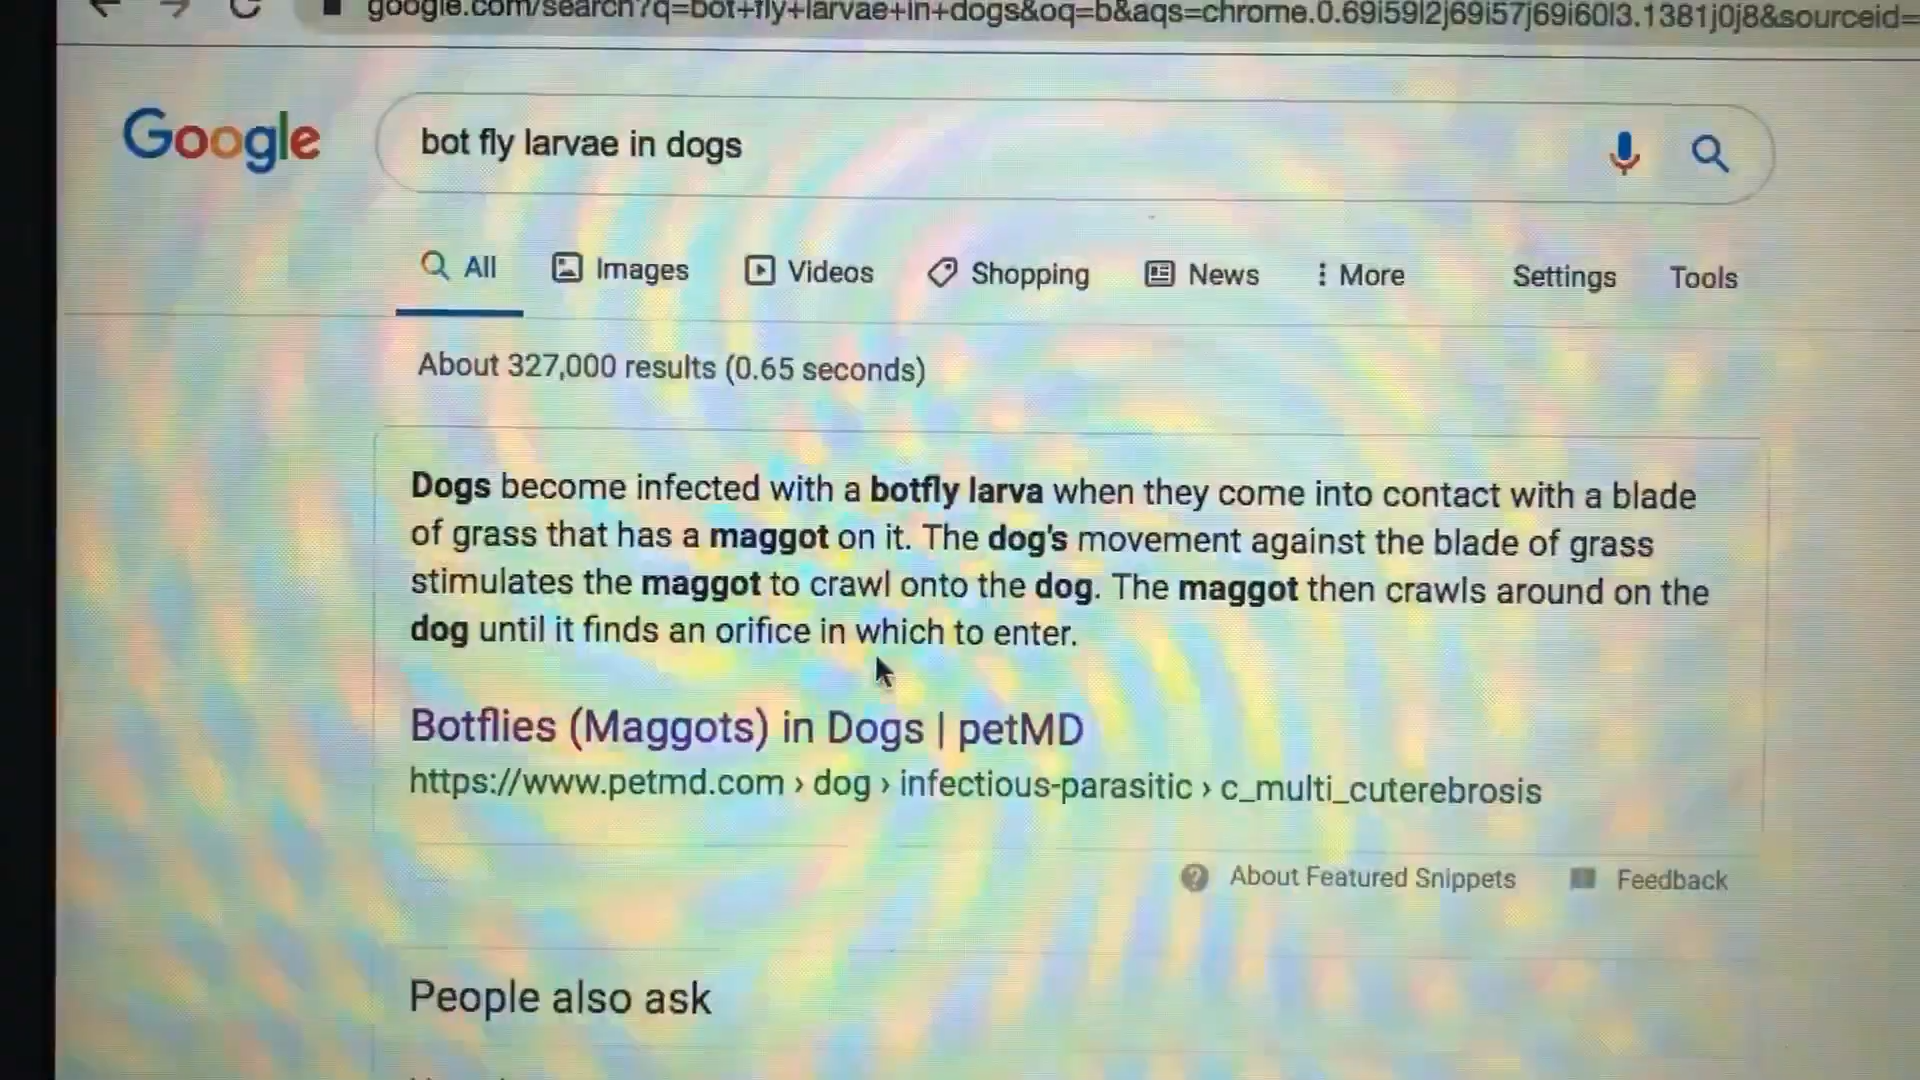 google.com/search?q=bot+fly+larvae+in+dogs&oq=b&aqs=chrome.0.69i59l2j69i57j69i60l3.1381j0j8&sourceid=
Google
bot fly larvae in dogs
All Images Videos Shopping News More Settings Tools
About 327,000 results (0.65 seconds)
Dogs become infected with a botfly larva when they come into contact with a blade
of grass that has a maggot on it. The dog's movement against the blade of grass
stimulates the maggot to crawl onto the dog. The maggot then crawls around on the
dog until it finds an orifice in which to enter.
Botflies (Maggots) in Dogs | petMD
https://www.petmd.com › dog › infectious-parasitic › c_multi_cuterebrosis
About Featured Snippets Feedback
People also ask